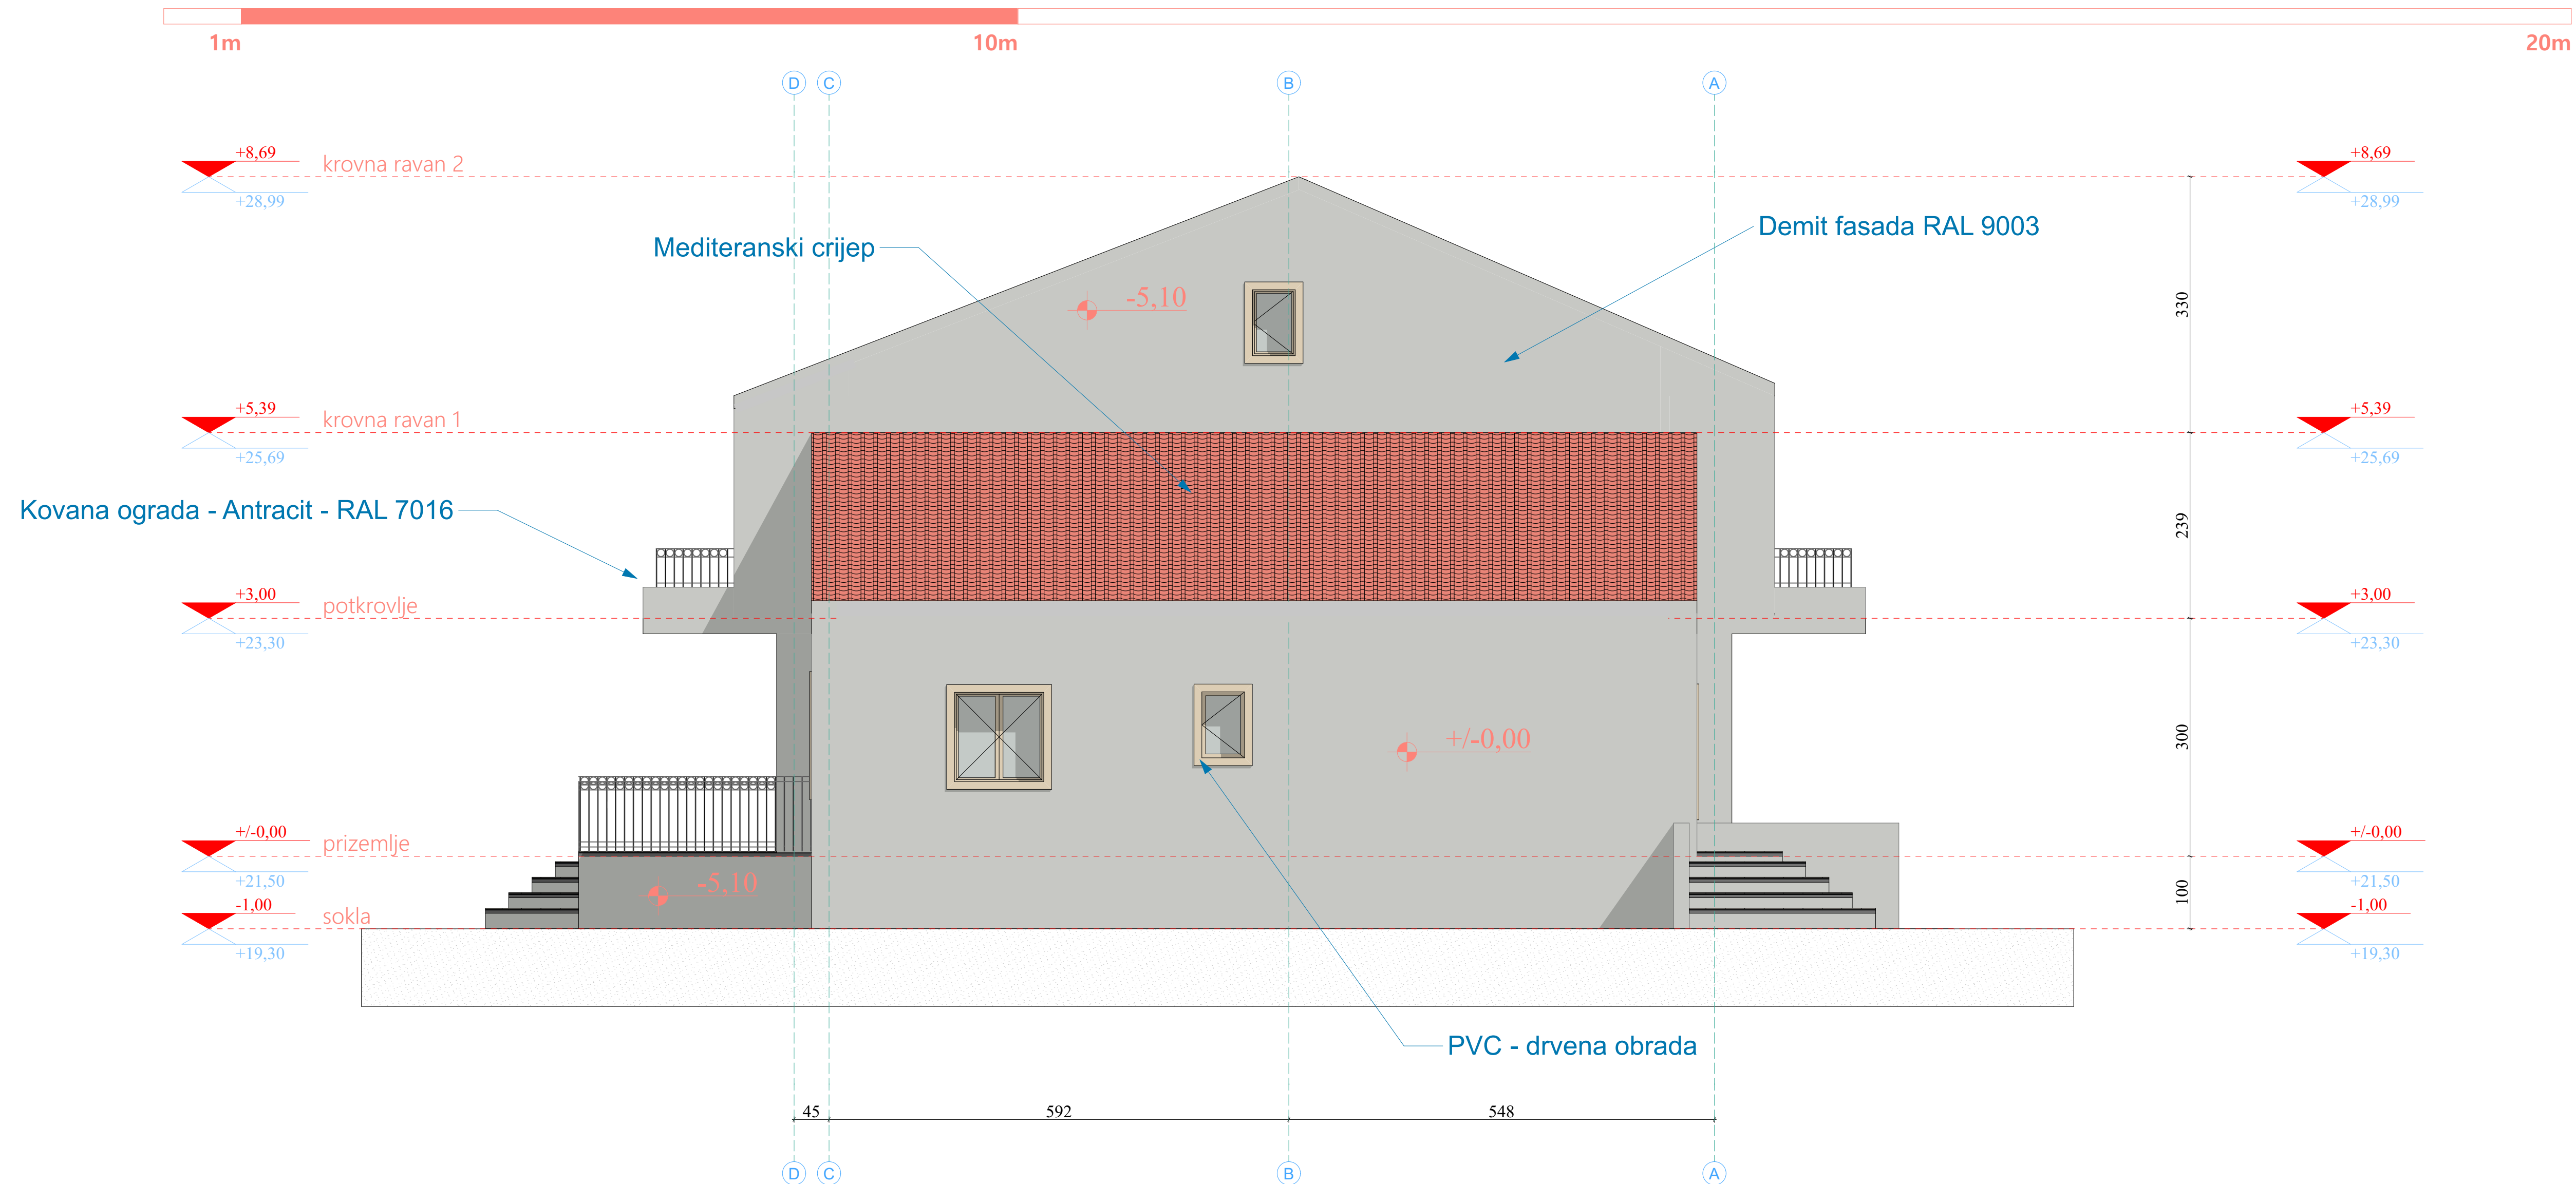 1m 10m 20m
D C B A
+8,69 krovna ravan 2 +8,69
+28,99 +28,99
Demit fasada RAL 9003
Mediteranski crijep
-5,10
330
+5,39 krovna ravan 1 +5,39
+25,69 +25,69
Kovana ograda - Antracit - RAL 7016
239
+3,00 potkrovlje +3,00
+23,30 +23,30
300
+/-0,00
+/-0,00 prizemlje +/-0,00
+21,50 +21,50
-5,10
100
-1,00 sokla -1,00
+19,30 +19,30
PVC - drvena obrada
45 592 548
D C B A